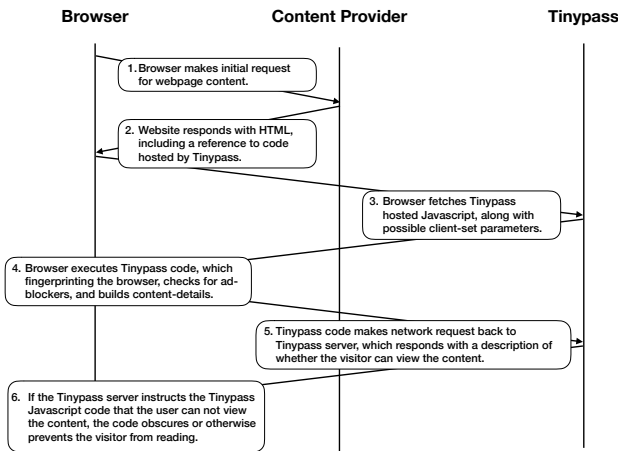 Browser
Content Provider
Tinypass
1. Browser makes initial request
for webpage content.
2. Website responds with HTML,
including a reference to code
hosted by Tinypass.
3. Browser fetches Tinypass
hosted Javascript, along with
possible client-set parameters.
4. Browser executes Tinypass code, which
fingerprinting the browser, checks for ad-
blockers, and builds content-details.
5. Tinypass code makes network request back to
Tinypass server, which responds with a description of
whether the visitor can view the content.
6. If the Tinypass server instructs the Tinypass
Javascript code that the user can not view
the content, the code obscures or otherwise
prevents the visitor from reading.